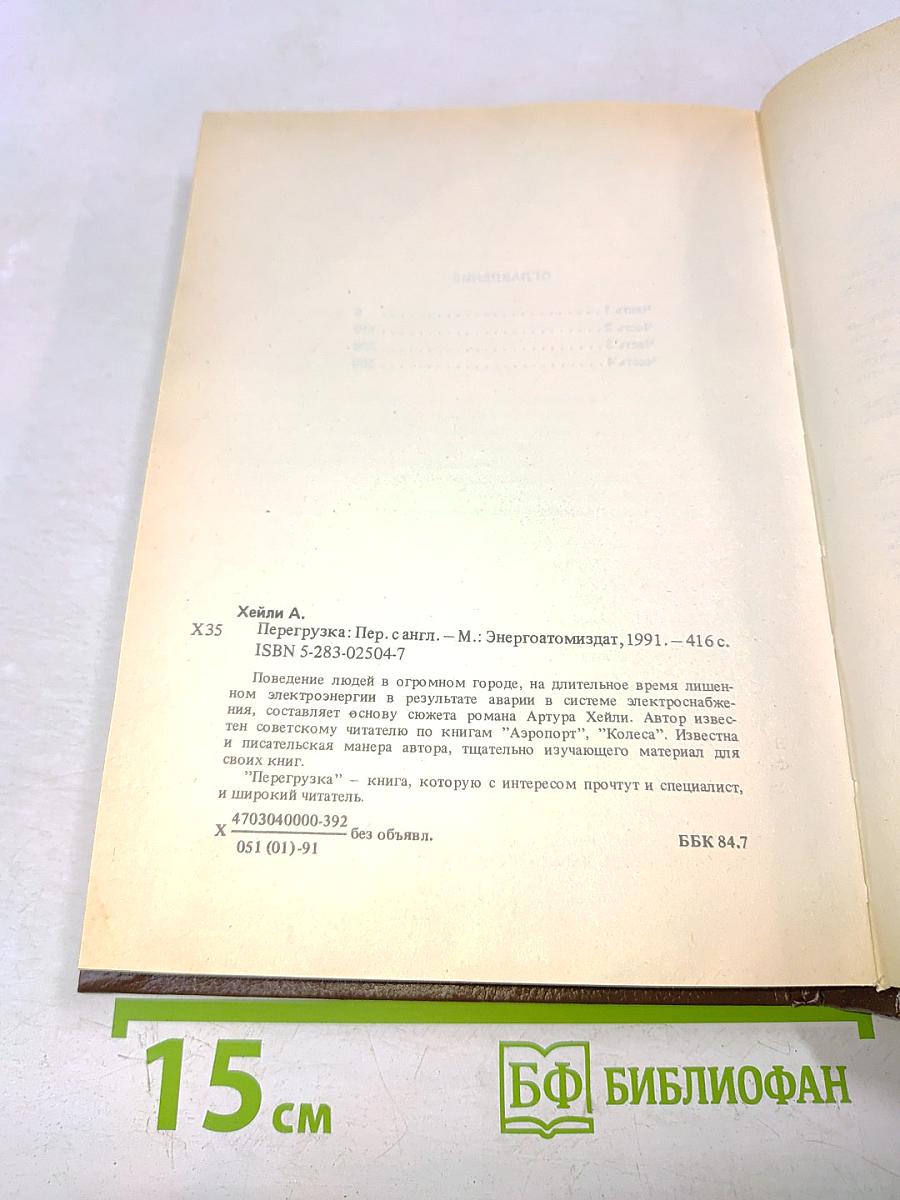 Хейли А.
Х35 Перегрузка: Пер. с англ. – М.: Энергоатомиздат, 1991. – 416 с.
ISBN 5-283-02504-7
Поведение людей в огромном городе, на длительное время лишен-
ном электроэнергии в результате аварии в системе электроснабже-
ния, составляет основу сюжета романа Артура Хейли. Автор извес-
тен советскому читателю по книгам "Аэропорт", "Колеса". Известна
и писательская манера автора, тщательно изучающего материал для
своих книг.
"Перегрузка" – книга, которую с интересом прочтут и специалист,
и широкий читатель.
Х 4703040000-392 без объявл.
051 (01)-91
ББК 84.7
15 см
БФ БИБЛИОФАН